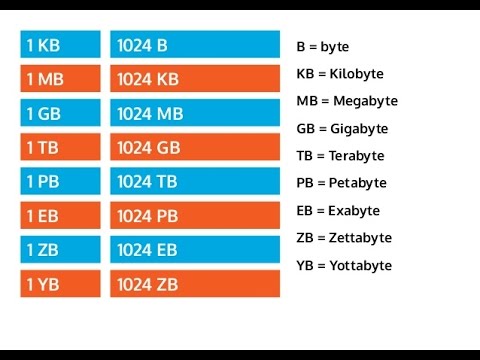 1 KB 1024 B
1 MB 1024 KB
1 GB 1024 MB
1 TB 1024 GB
1 PB 1024 TB
1 EB 1024 PB
1 ZB 1024 EB
1 YB 1024 ZB
B = byte
KB = Kilobyte
MB = Megabyte
GB = Gigabyte
TB = Terabyte
PB = Petabyte
EB = Exabyte
ZB = Zettabyte
YB = Yottabyte